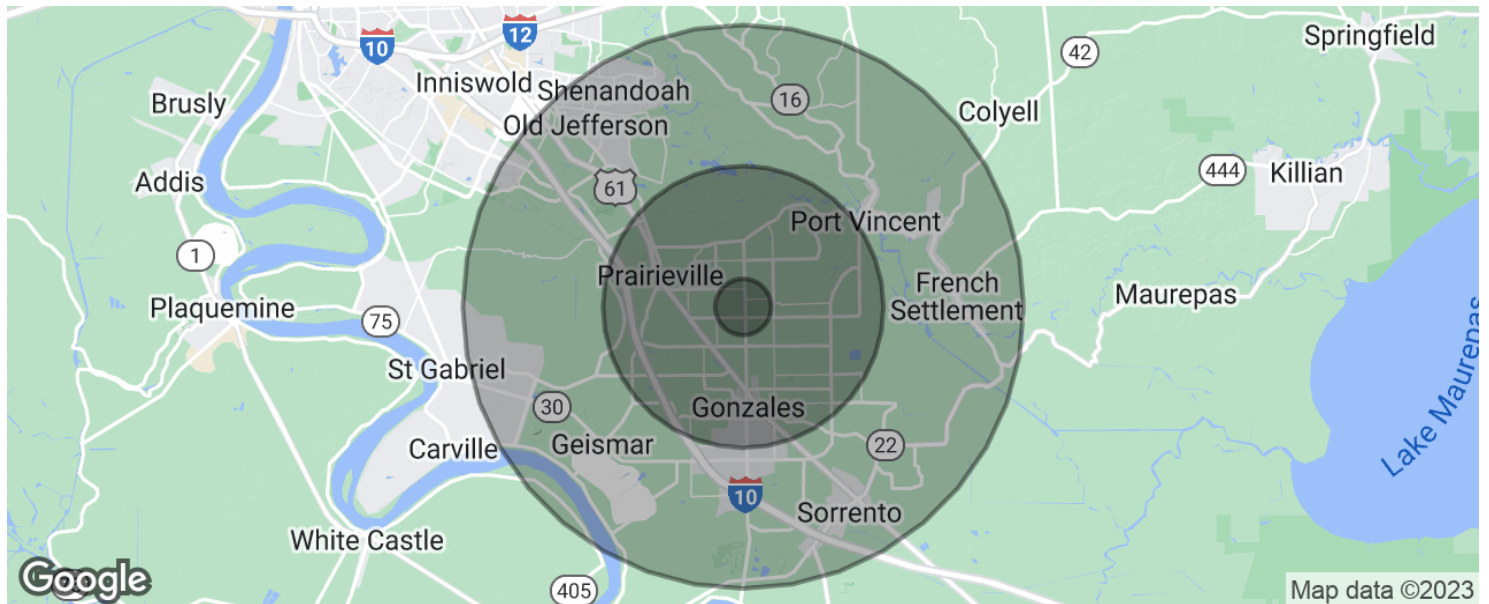 Springfield
10
12
42
Inniswold
Shenandoah
16
Brusly
Colyell
Old Jefferson
Addis
61
444
Killian
Port Vincent
1
Prairieville
French
Settlement
Maurepas
Plaquemine
75
St Gabriel
30
Gonzales
Lake Maurepas
Geismar
22
Carville
10
Sorrento
White Castle
405
Google
Map data ©2023